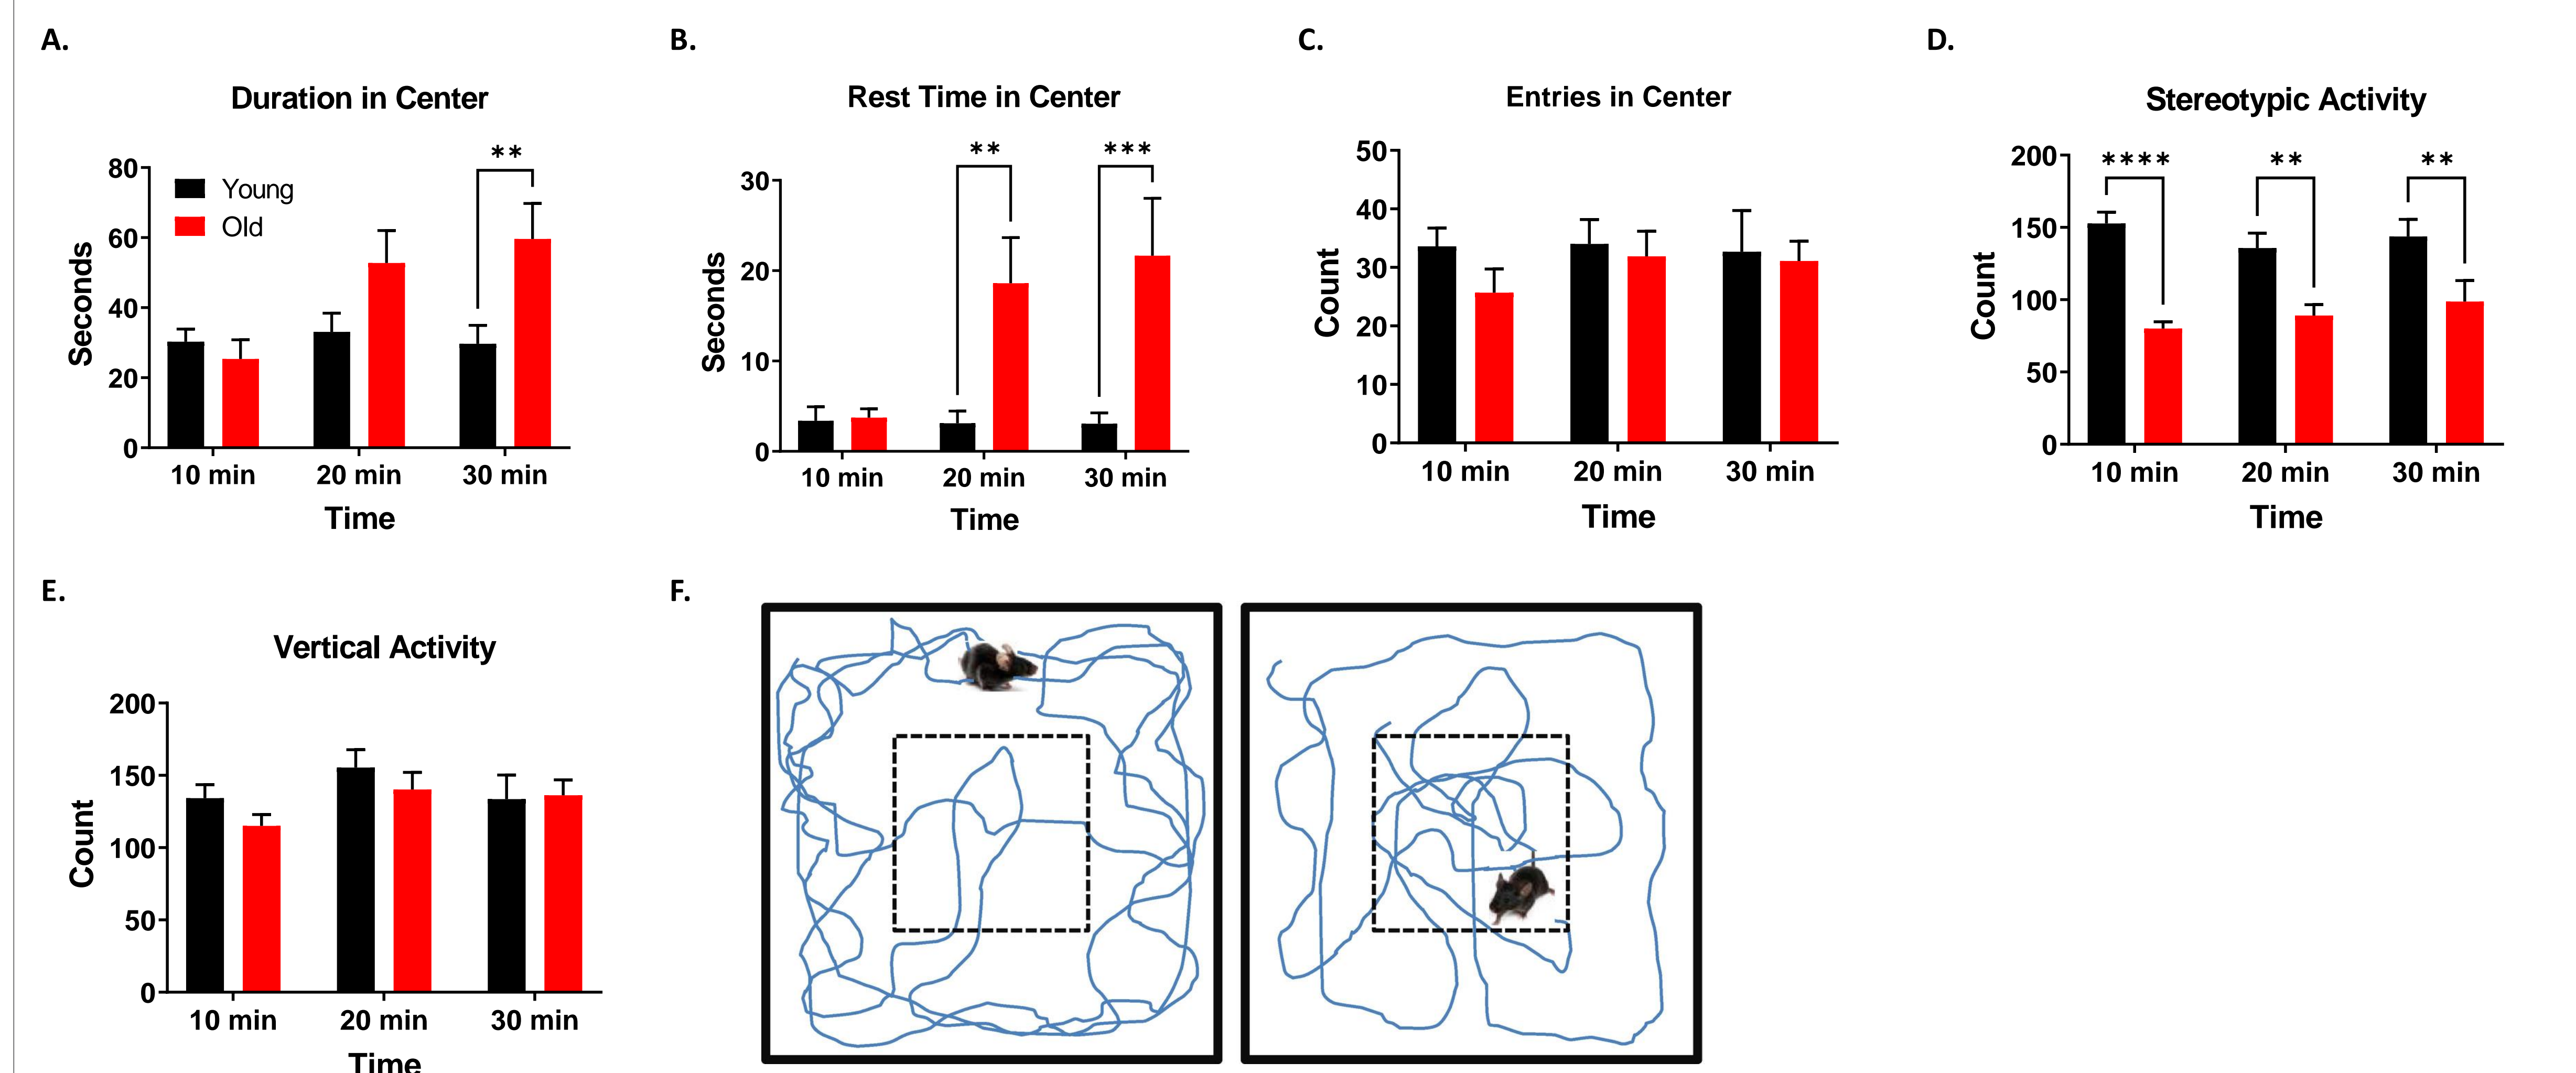 A.
Duration in Center
**
Young
Old
Seconds
80
60
40
20
0
10 min 20 min 30 min
Time
B.
Rest Time in Center
** ***
Seconds
30
20
10
0
10 min 20 min 30 min
Time
C.
Entries in Center
Count
50
40
30
20
10
0
10 min 20 min 30 min
Time
D.
Stereotypic Activity
**** ** **
Count
200
150
100
50
0
10 min 20 min 30 min
Time
E.
Vertical Activity
Count
200
150
100
50
0
10 min 20 min 30 min
Time
F.